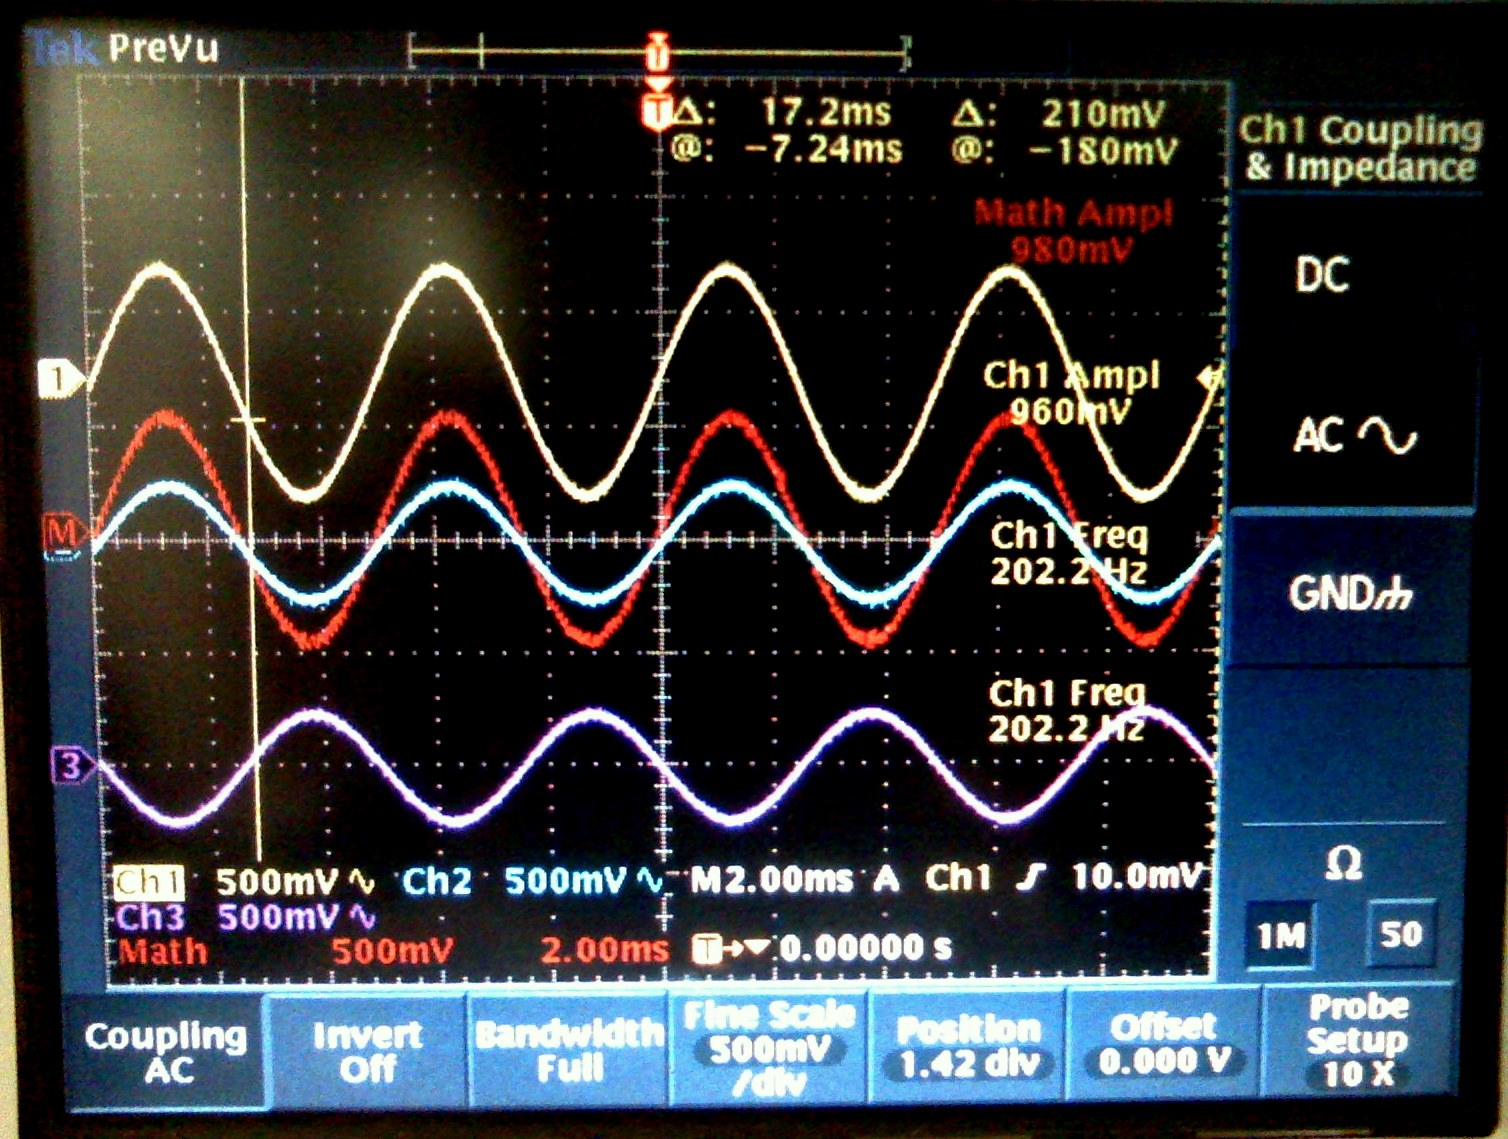 Tek PreVu
T
T
Δ: 17.2ms Δ: 210mV
@: −7.24ms @: −180mV
Math Ampl
980mV
1
Ch1 Ampl
960mV
M
Ch1 Freq
202.2 Hz
Ch1 Freq
202.2 Hz
3
Ch1 500mV Ch2 500mV M2.00ms A Ch1 10.0mV
Ch3 500mV
Math 500mV 2.00ms T 0.00000 s
Ch1 Coupling
& Impedance
DC
AC
GND
Ω
1M 50
Coupling
AC
Invert
Off
Bandwidth
Full
Fine Scale
500mV
/div
Position
1.42 div
Offset
0.000 V
Probe
Setup
10 X